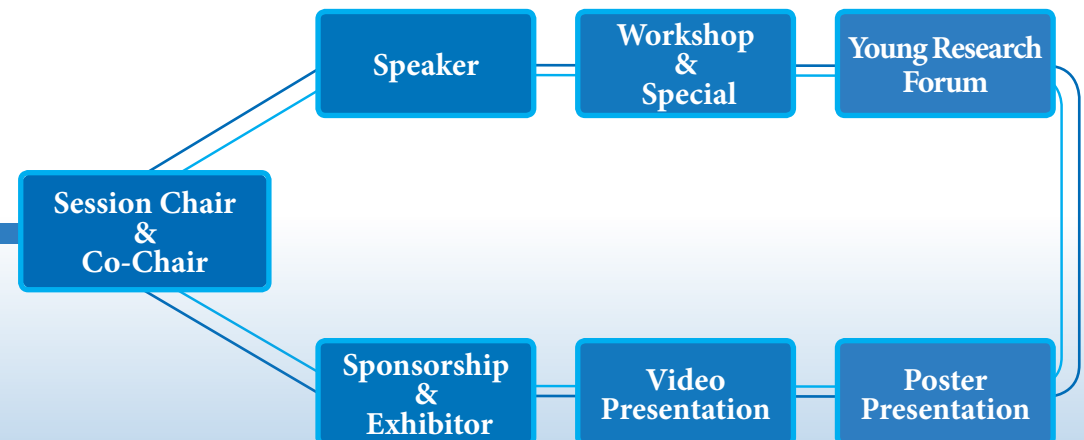 Speaker
Workshop
&
Special
Young Research
Forum
Session Chair
&
Co-Chair
Sponsorship
&
Exhibitor
Video
Presentation
Poster
Presentation